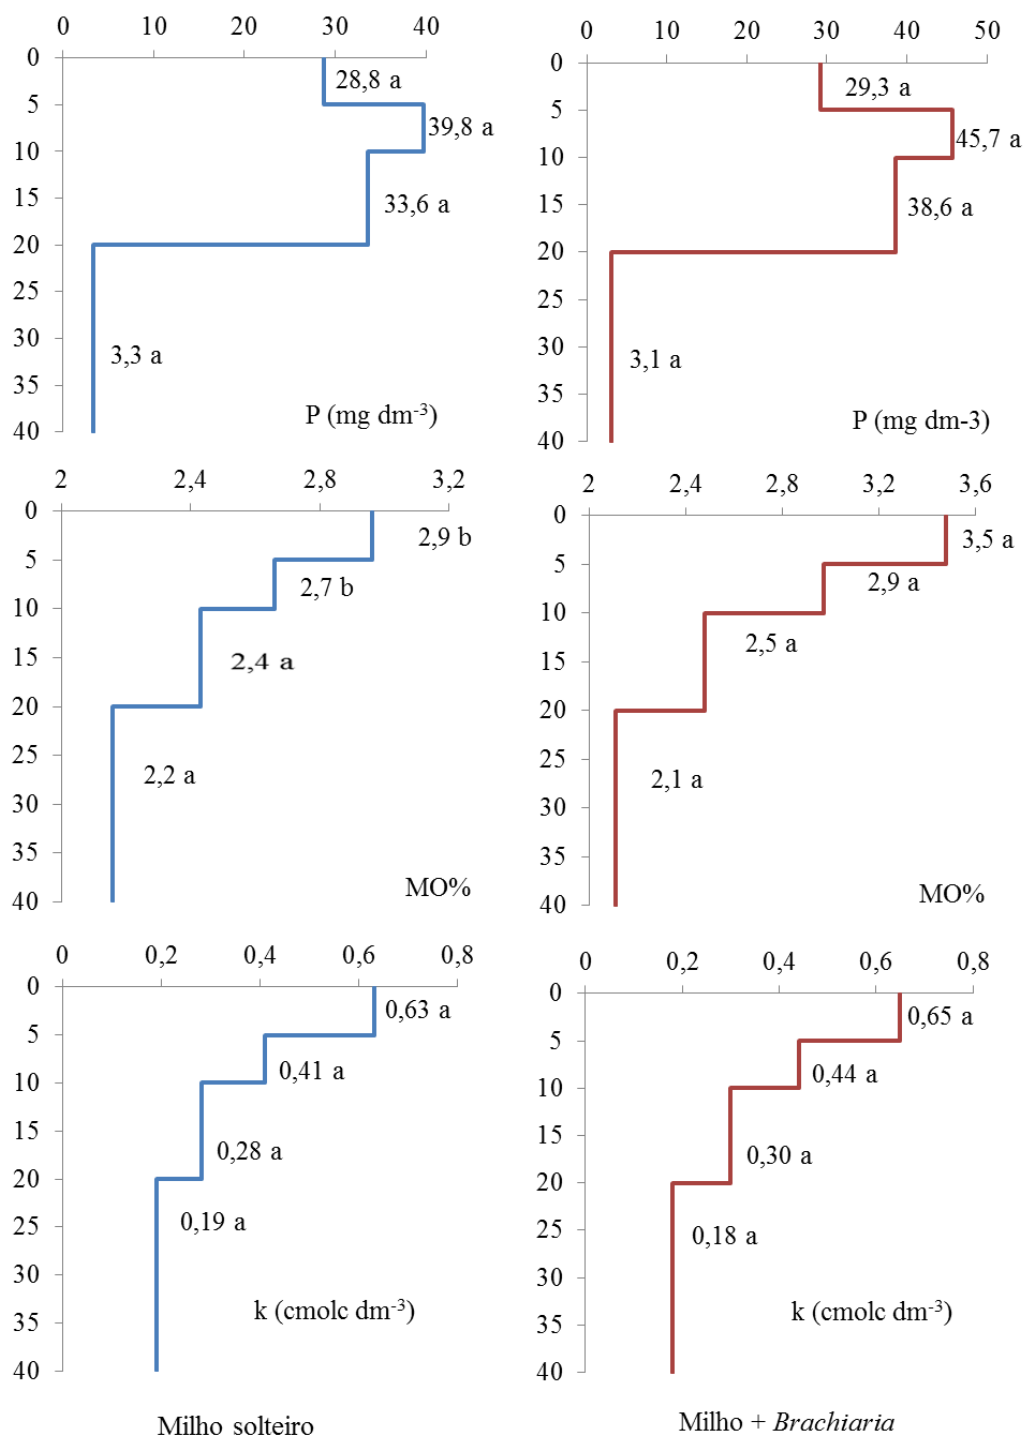 0 10 20 30 40
0
5
10
15
20
25
30
35
40
28,8 a
39,8 a
33,6 a
3,3 a
P (mg dm-3)
0 10 20 30 40 50
0
5
10
15
20
25
30
35
40
29,3 a
45,7 a
38,6 a
3,1 a
P (mg dm-3)
2 2,4 2,8 3,2
0
5
10
15
20
25
30
35
40
2,9 b
2,7 b
2,4 a
2,2 a
MO%
2 2,4 2,8 3,2 3,6
0
5
10
15
20
25
30
35
40
3,5 a
2,9 a
2,5 a
2,1 a
MO%
0 0,2 0,4 0,6 0,8
0
5
10
15
20
25
30
35
40
0,63 a
0,41 a
0,28 a
0,19 a
k (cmolc dm-3)
0 0,2 0,4 0,6 0,8
0
5
10
15
20
25
30
35
40
0,65 a
0,44 a
0,30 a
0,18 a
k (cmolc dm-3)
Milho solteiro
Milho + Brachiaria